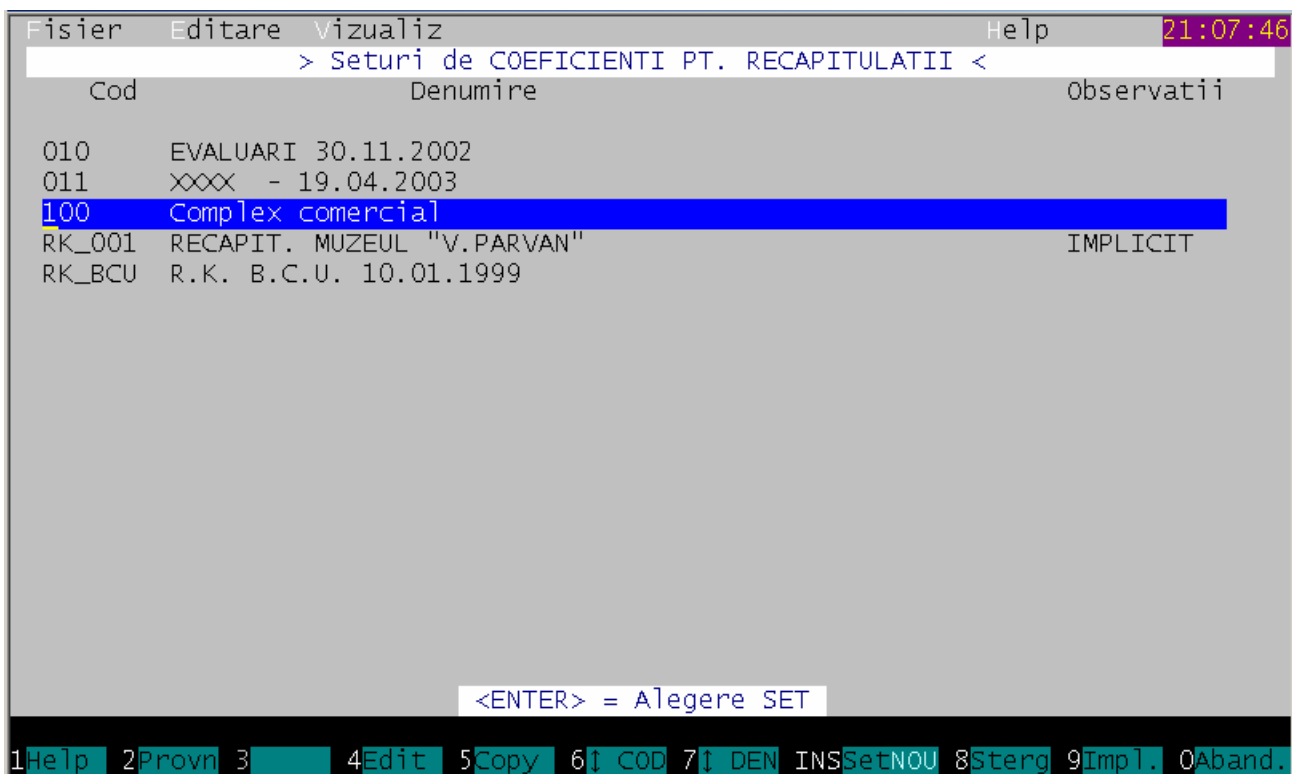 Fisier Editare Vizualiz Help 21:07:46
> Seturi de COEFICIENTI PT. RECAPITULATII <
Cod Denumire Observatii
010 EVALUARI 30.11.2002
011 XXXX - 19.04.2003
100 Complex comercial
RK_001 RECAPIT. MUZEUL "V.PARVAN" IMPLICIT
RK_BCU R.K. B.C.U. 10.01.1999
<ENTER> = Alegere SET
1Help 2Provn 3 4Edit 5Copy 6↕ COD 7↕ DEN INSSetNOU 8Sterg 9Impl. 0Aband.